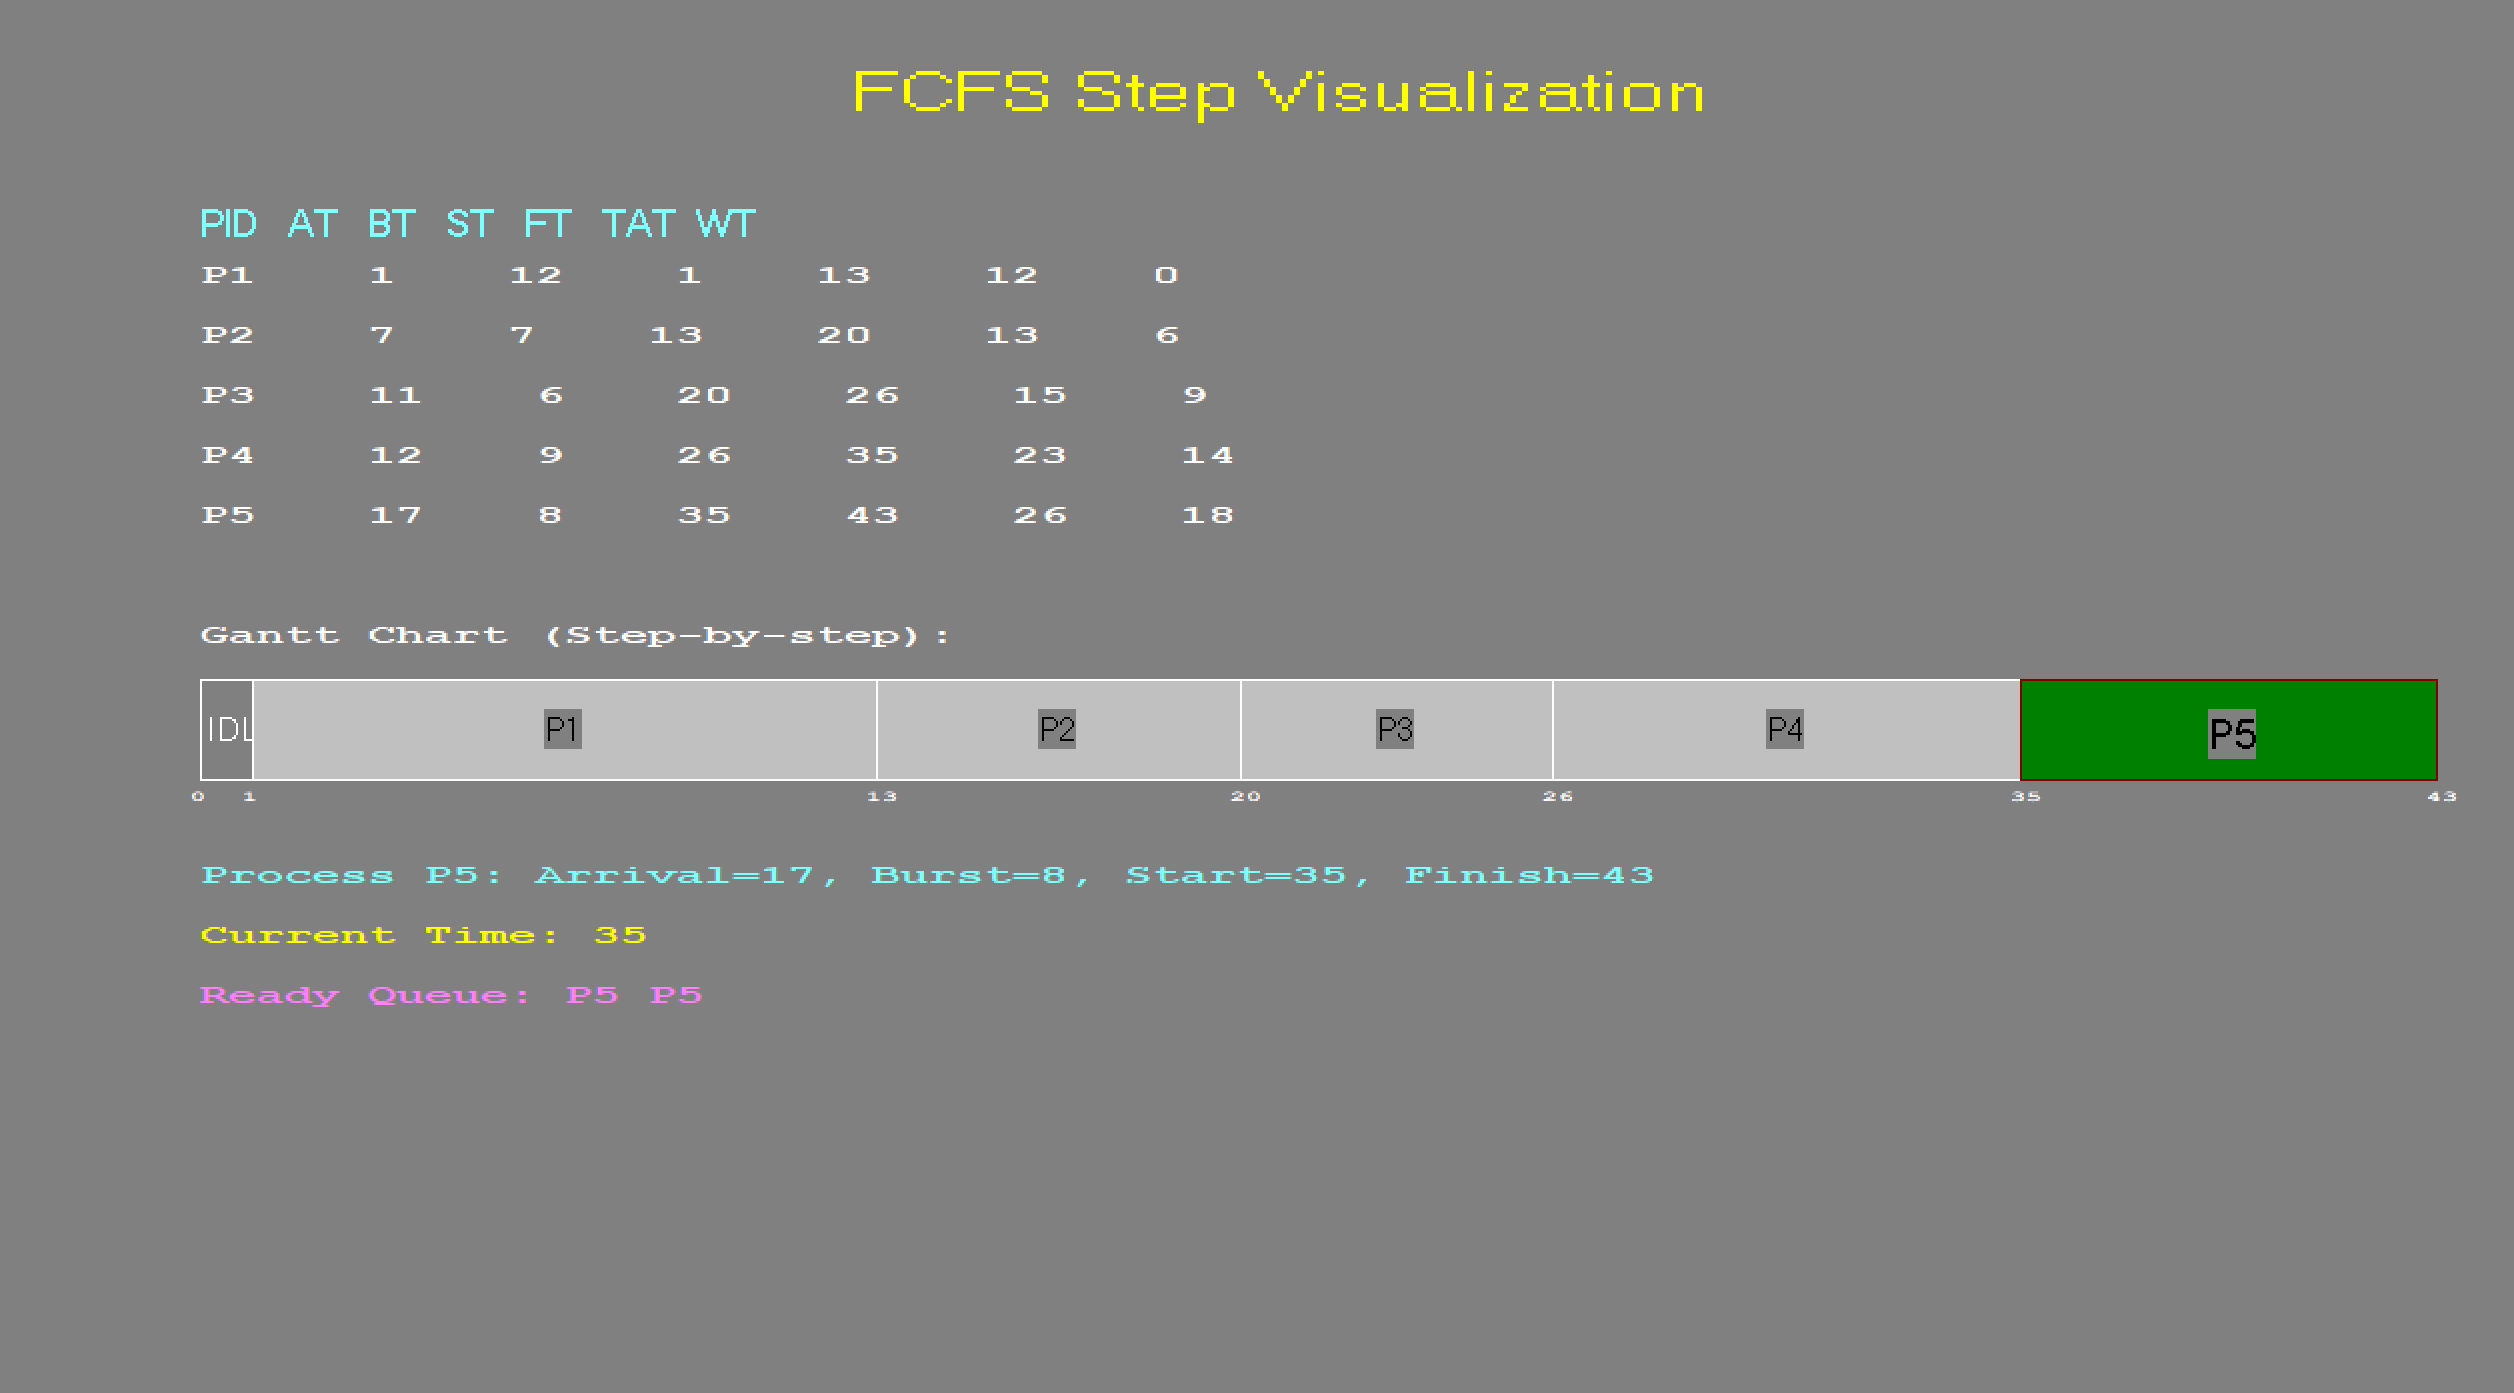 FCFS Step Visualization
PID AT BT ST FT TAT WT
P1 1 12 1 13 12 0
P2 7 7 13 20 13 6
P3 11 6 20 26 15 9
P4 12 9 26 35 23 14
P5 17 8 35 43 26 18
Gantt Chart (Step-by-step):
IDL P1 P2 P3 P4 P5
0 1 13 20 26 35 43
Process P5: Arrival=17, Burst=8, Start=35, Finish=43
Current Time: 35
Ready Queue: P5 P5